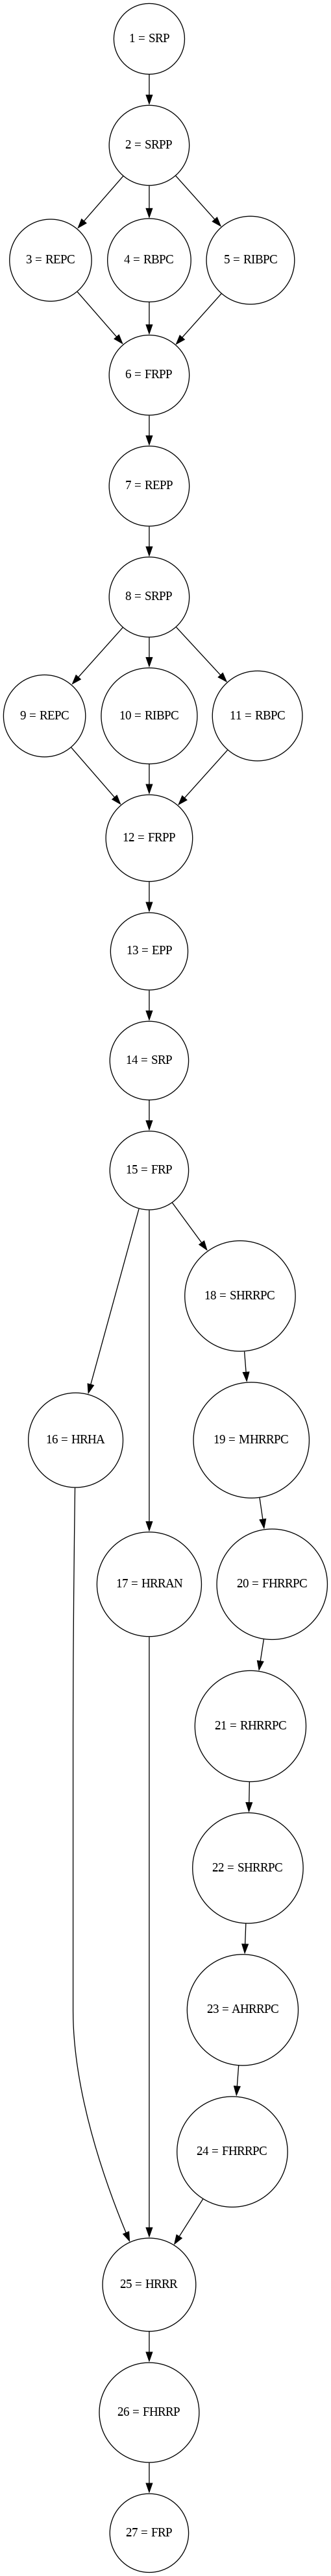 1 = SRP
2 = SRPP
3 = REPC
4 = RBPC
5 = RIBPC
6 = FRPP
7 = REPP
8 = SRPP
9 = REPC
10 = RIBPC
11 = RBPC
12 = FRPP
13 = EPP
14 = SRP
15 = FRP
18 = SHRRPC
16 = HRHA
19 = MHRRPC
17 = HRRAN
20 = FHRRPC
21 = RHRRPC
22 = SHRRPC
23 = AHRRPC
24 = FHRRPC
25 = HRRR
26 = FHRRP
27 = FRP